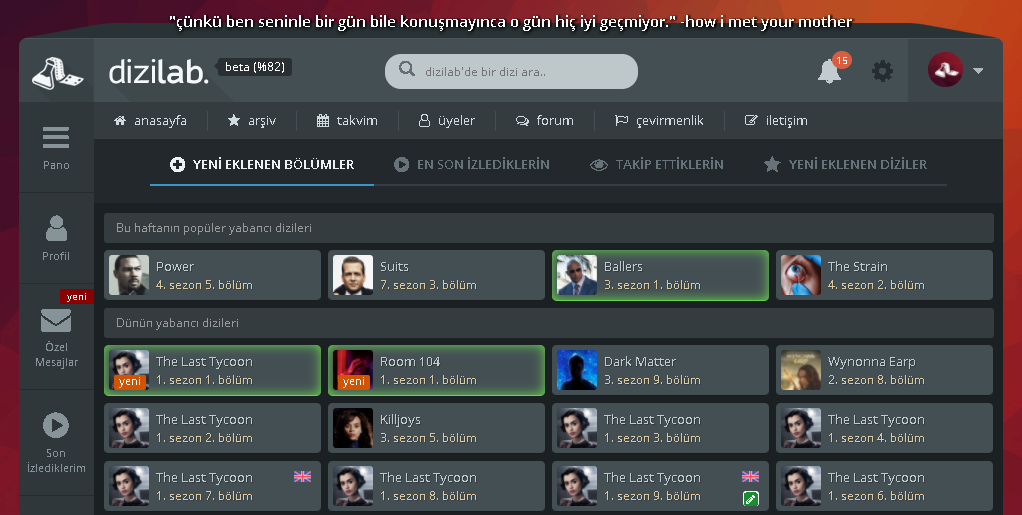 "çünkü ben seninle bir gün bile konuşmayınca o gün hiç iyi geçmiyor." -how i met your mother
dizilab. beta (%82) dizilab'de bir dizi ara.. 15
anasayfa arşiv takvim üyeler forum çevirmenlik iletişim
Pano
YENİ EKLENEN BÖLÜMLER EN SON İZLEDİKLERİN TAKİP ETTİKLERİN YENİ EKLENEN DİZİLER
Profil
yeni
Özel
Mesajlar
Son
İzlediklerim
Bu haftanın popüler yabancı dizileri
Power
4. sezon 5. bölüm
Suits
7. sezon 3. bölüm
Ballers
3. sezon 1. bölüm
The Strain
4. sezon 2. bölüm
Dünün yabancı dizileri
The Last Tycoon
yeni 1. sezon 1. bölüm
Room 104
yeni 1. sezon 1. bölüm
Dark Matter
3. sezon 9. bölüm
Wynonna Earp
2. sezon 8. bölüm
The Last Tycoon
1. sezon 2. bölüm
Killjoys
3. sezon 5. bölüm
The Last Tycoon
1. sezon 3. bölüm
The Last Tycoon
1. sezon 4. bölüm
The Last Tycoon
1. sezon 7. bölüm
The Last Tycoon
1. sezon 8. bölüm
The Last Tycoon
1. sezon 9. bölüm
The Last Tycoon
1. sezon 6. bölüm